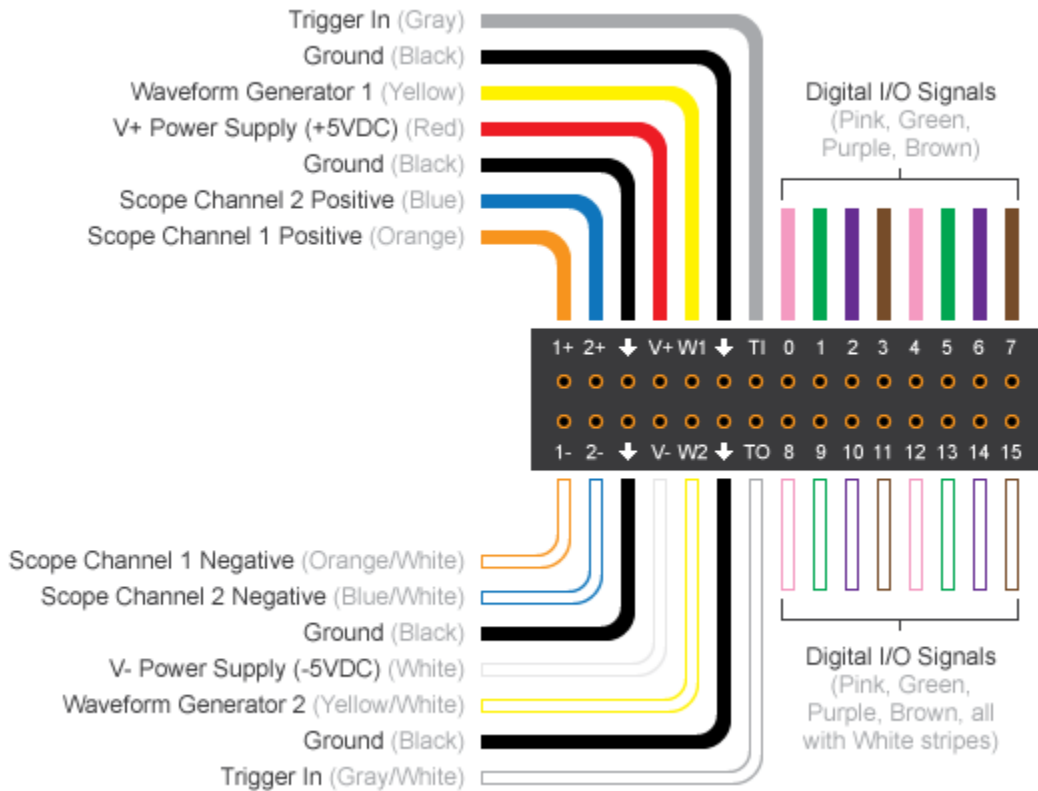 Trigger In (Gray)
Ground (Black)
Waveform Generator 1 (Yellow)
V+ Power Supply (+5VDC) (Red)
Ground (Black)
Scope Channel 2 Positive (Blue)
Scope Channel 1 Positive (Orange)
Digital I/O Signals
(Pink, Green,
Purple, Brown)
1+ 2+ V+ W1 TI 0 1 2 3 4 5 6 7
1- 2- V- W2 TO 8 9 10 11 12 13 14 15
Scope Channel 1 Negative (Orange/White)
Scope Channel 2 Negative (Blue/White)
Ground (Black)
V- Power Supply (-5VDC) (White)
Waveform Generator 2 (Yellow/White)
Ground (Black)
Trigger In (Gray/White)
Digital I/O Signals
(Pink, Green,
Purple, Brown, all
with White stripes)